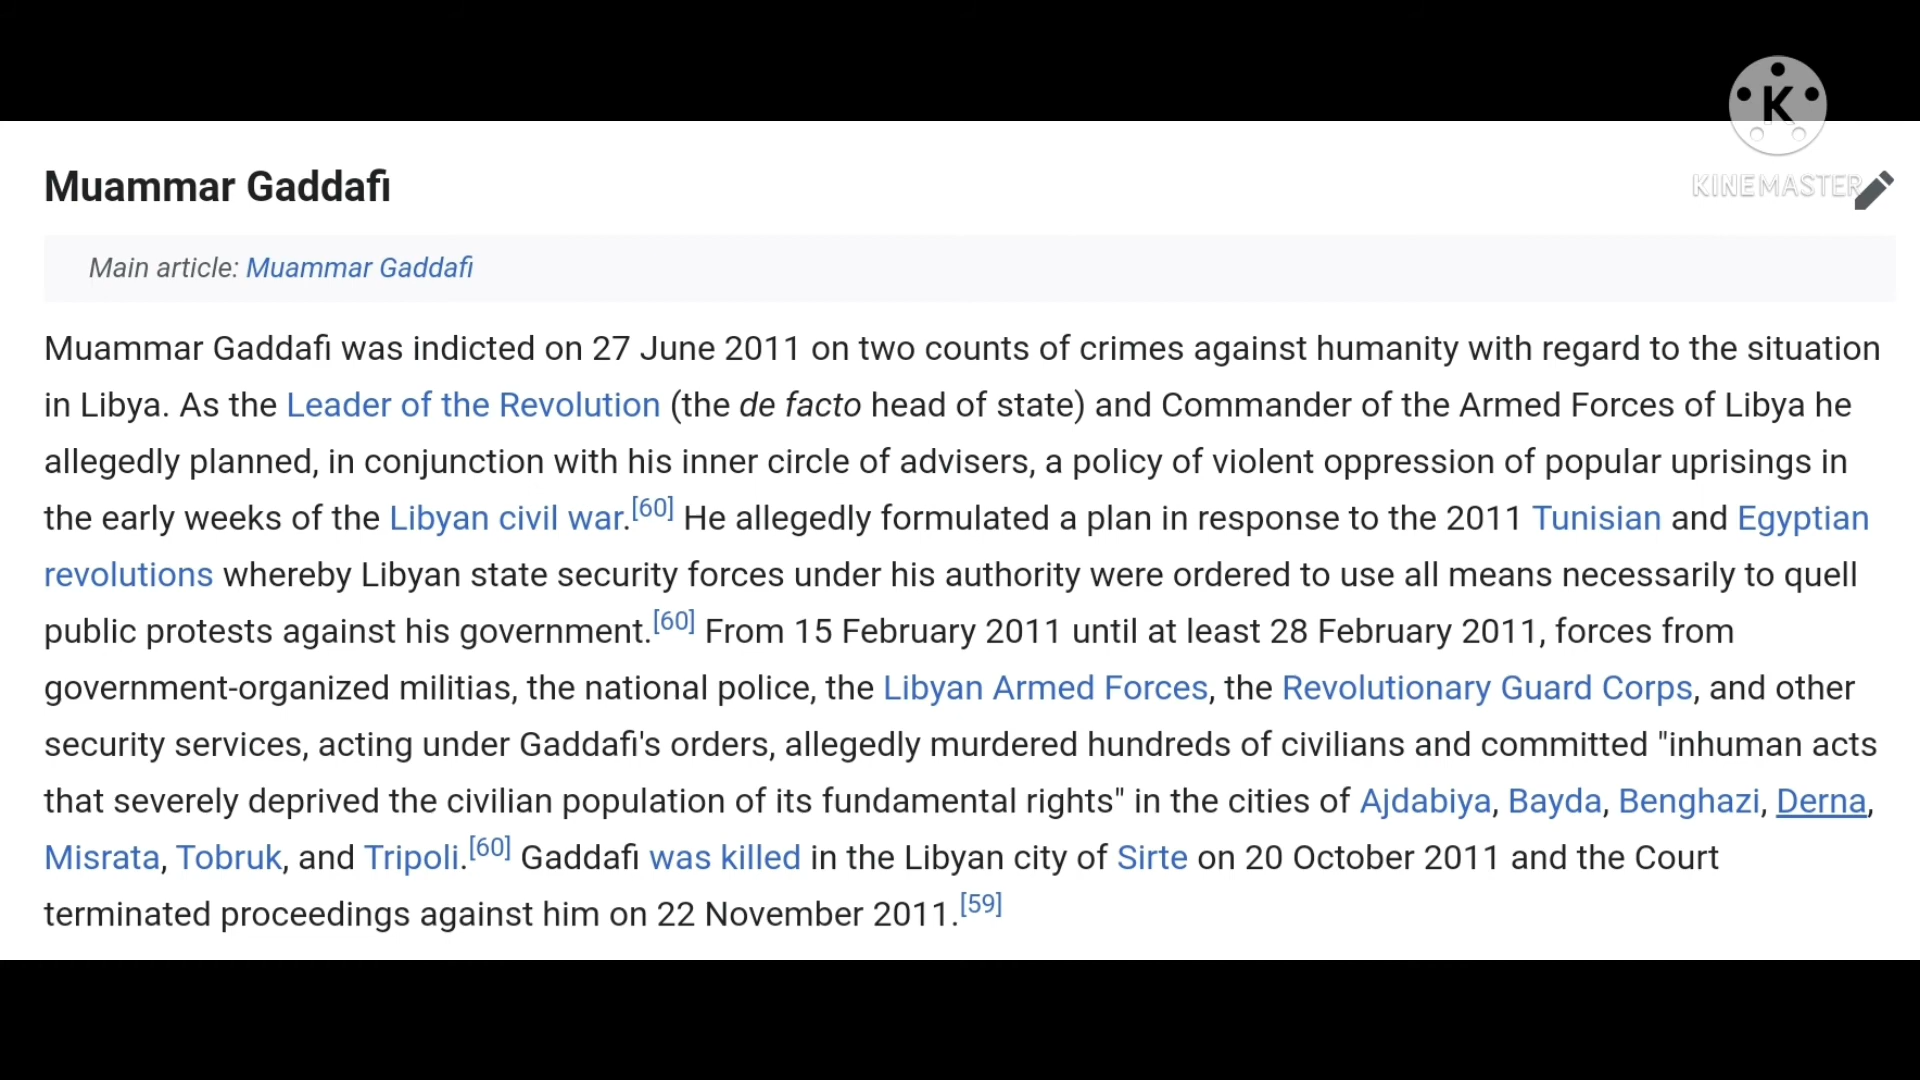 K
KINEMASTER
Muammar Gaddafi
Main article: Muammar Gaddafi
Muammar Gaddafi was indicted on 27 June 2011 on two counts of crimes against humanity with regard to the situation
in Libya. As the Leader of the Revolution (the de facto head of state) and Commander of the Armed Forces of Libya he
allegedly planned, in conjunction with his inner circle of advisers, a policy of violent oppression of popular uprisings in
the early weeks of the Libyan civil war.[60] He allegedly formulated a plan in response to the 2011 Tunisian and Egyptian
revolutions whereby Libyan state security forces under his authority were ordered to use all means necessarily to quell
public protests against his government.[60] From 15 February 2011 until at least 28 February 2011, forces from
government-organized militias, the national police, the Libyan Armed Forces, the Revolutionary Guard Corps, and other
security services, acting under Gaddafi's orders, allegedly murdered hundreds of civilians and committed "inhuman acts
that severely deprived the civilian population of its fundamental rights" in the cities of Ajdabiya, Bayda, Benghazi, Derna,
Misrata, Tobruk, and Tripoli.[60] Gaddafi was killed in the Libyan city of Sirte on 20 October 2011 and the Court
terminated proceedings against him on 22 November 2011.[59]